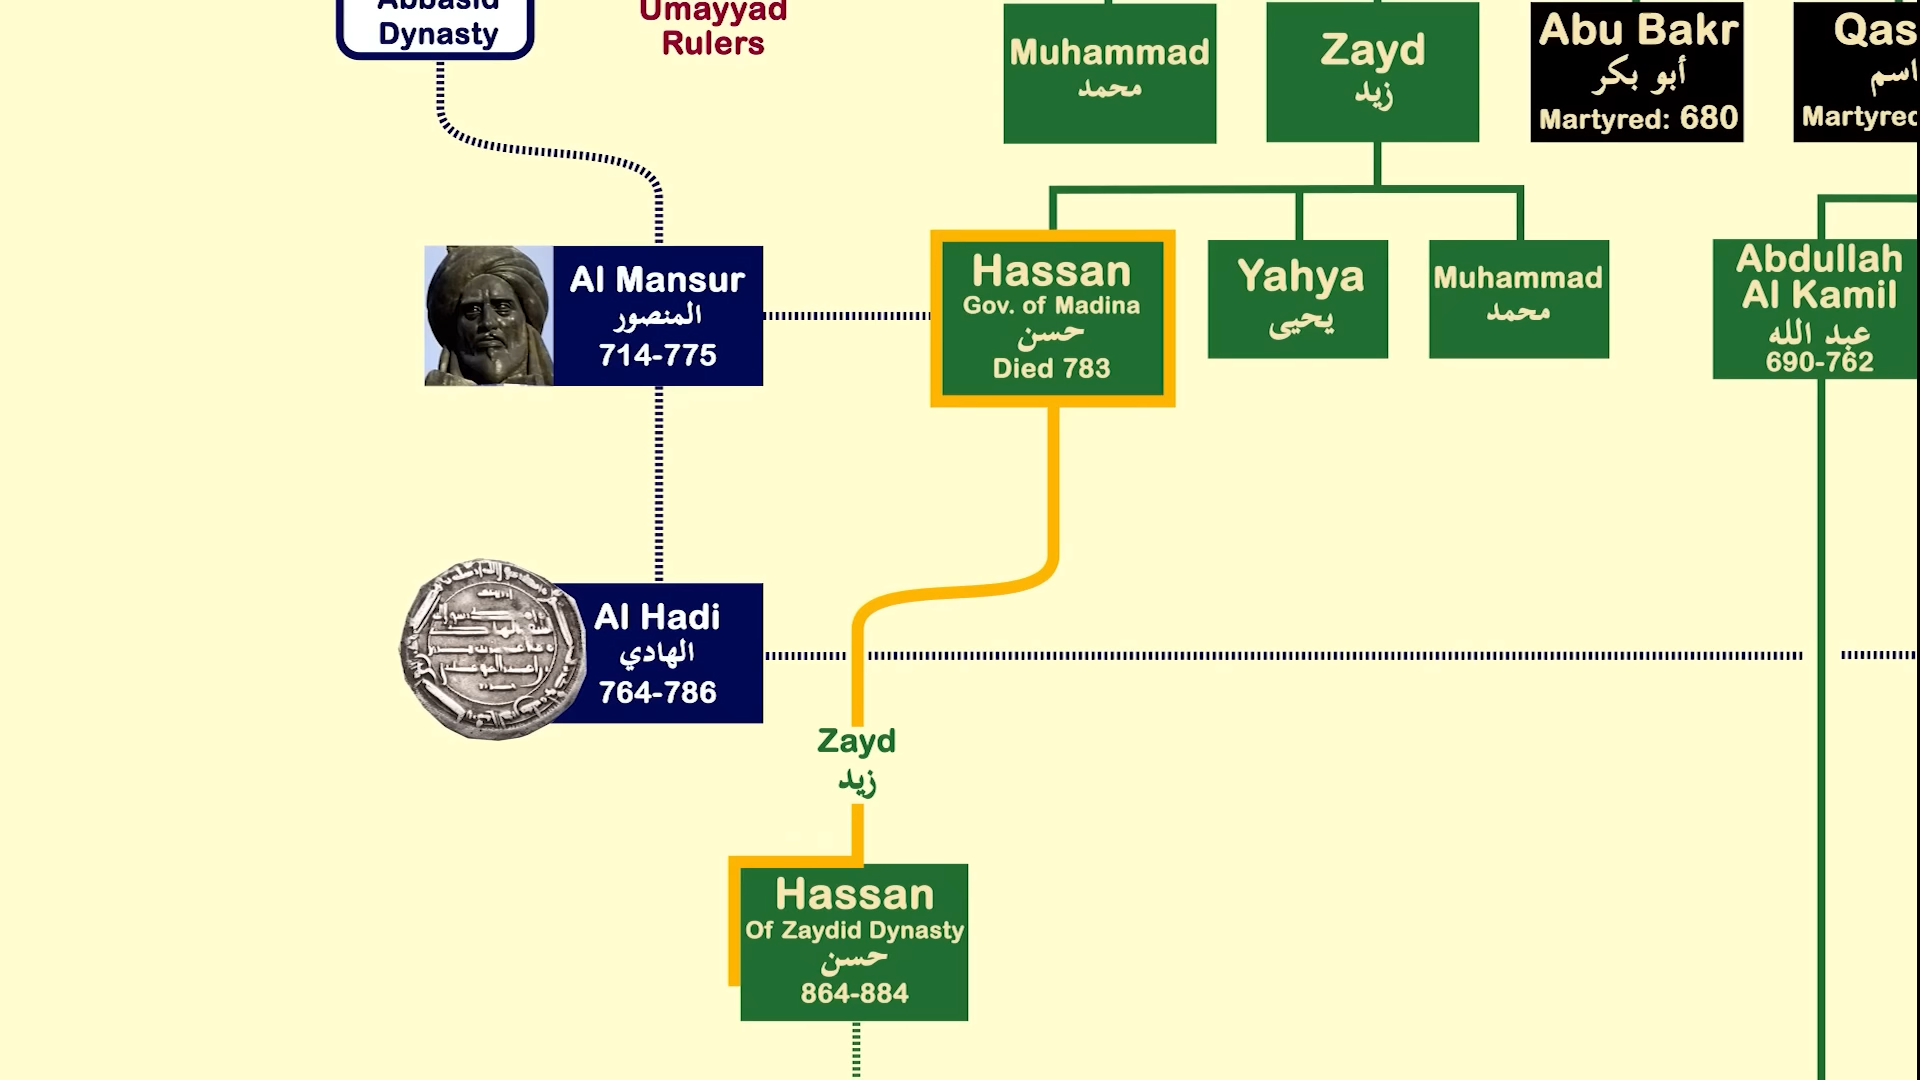 Abbasid
Dynasty
Umayyad
Rulers
Muhammad
محمد
Zayd
زيد
Abu Bakr
أبو بكر
Martyred: 680
Al Mansur
المنصور
714-775
Hassan
Gov. of Madina
حسن
Died 783
Yahya
يحيى
Muhammad
محمد
Abdullah
Al Kamil
عبد الله
690-762
Al Hadi
الهادي
764-786
Zayd
زيد
Hassan
Of Zaydid Dynasty
حسن
864-884